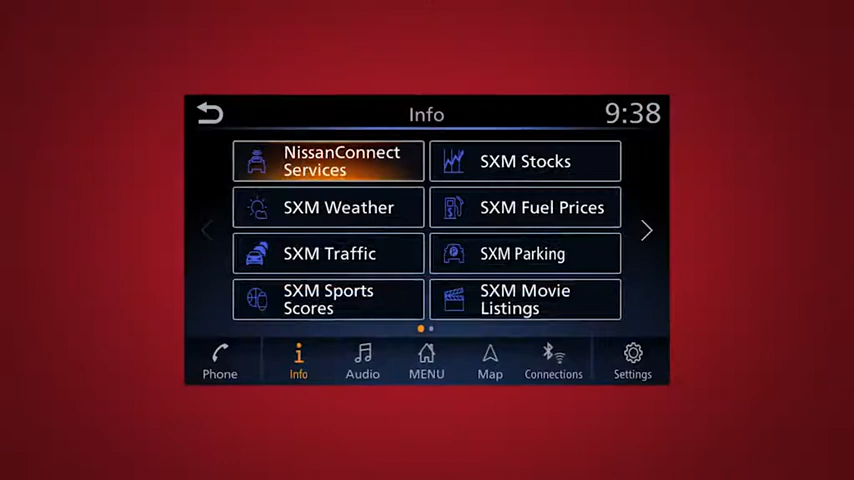 Info
9:38
NissanConnect
Services
SXM Stocks
SXM Weather
SXM Fuel Prices
SXM Traffic
SXM Parking
SXM Sports
Scores
SXM Movie
Listings
Phone
Info
Audio
MENU
Map
Connections
Settings